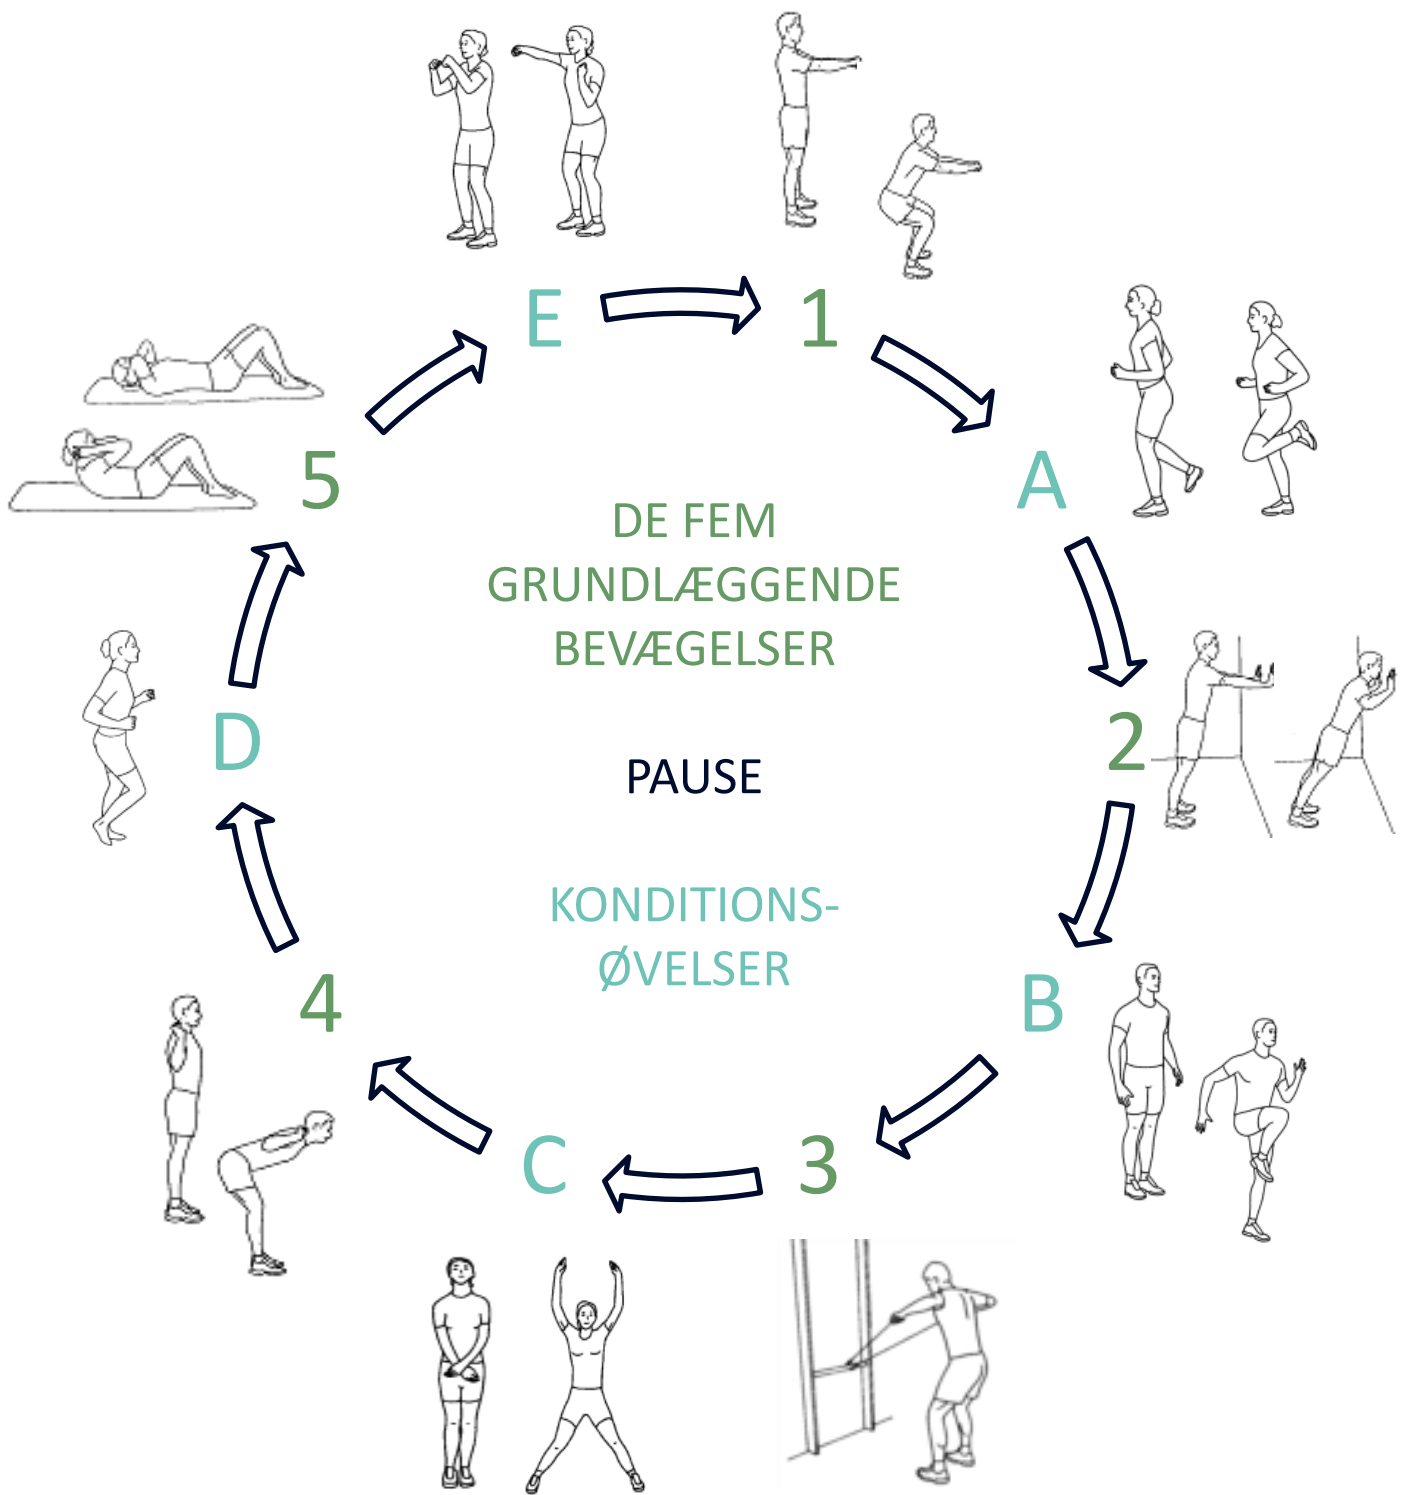 E
1
A
2
B
3
C
4
D
5
DE FEM
GRUNDLÆGGENDE
BEVÆGELSER
PAUSE
KONDITIONS-
ØVELSER